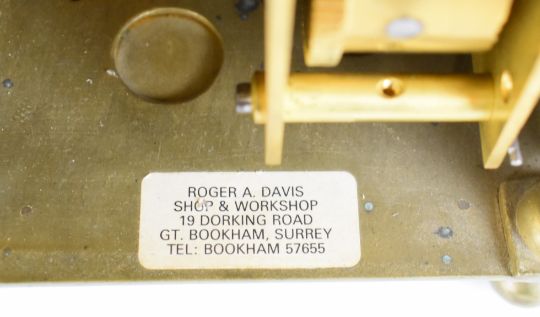 ROGER A. DAVIS
SHOP & WORKSHOP
19 DORKING ROAD
GT. BOOKHAM, SURREY
TEL: BOOKHAM 57655